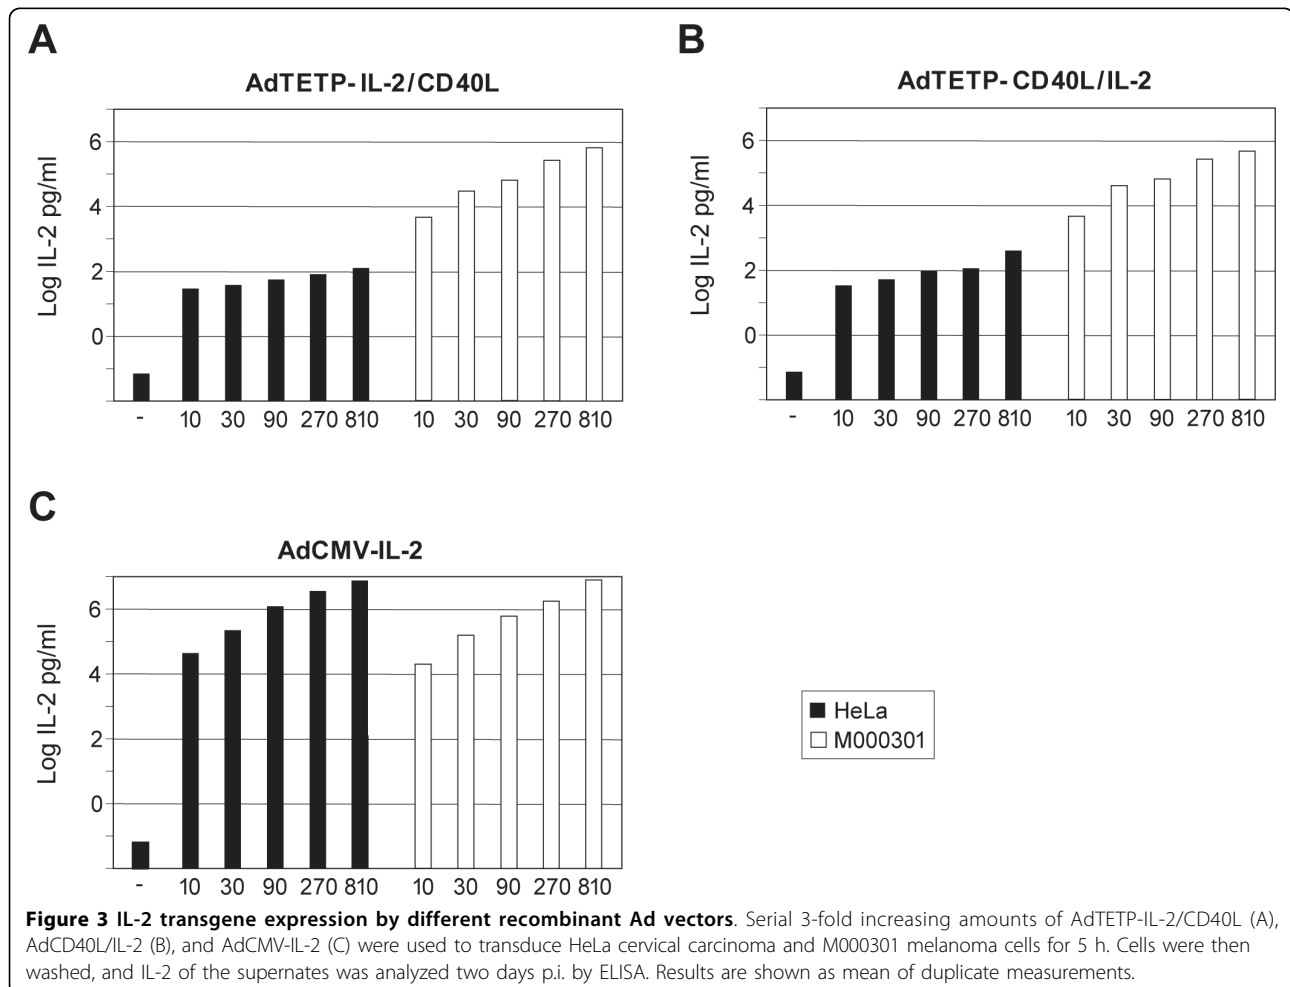 A
AdTETP-IL-2/CD40L
Log IL-2 pg/ml
6
4
2
0
- 10 30 90 270 810 10 30 90 270 810
B
AdTETP-CD40L/IL-2
Log IL-2 pg/ml
6
4
2
0
- 10 30 90 270 810 10 30 90 270 810
C
AdCMV-IL-2
Log IL-2 pg/ml
6
4
2
0
- 10 30 90 270 810 10 30 90 270 810
HeLa
M000301
Figure 3 IL-2 transgene expression by different recombinant Ad vectors. Serial 3-fold increasing amounts of AdTETP-IL-2/CD40L (A),
AdCD40L/IL-2 (B), and AdCMV-IL-2 (C) were used to transduce HeLa cervical carcinoma and M000301 melanoma cells for 5 h. Cells were then
washed, and IL-2 of the supernates was analyzed two days p.i. by ELISA. Results are shown as mean of duplicate measurements.